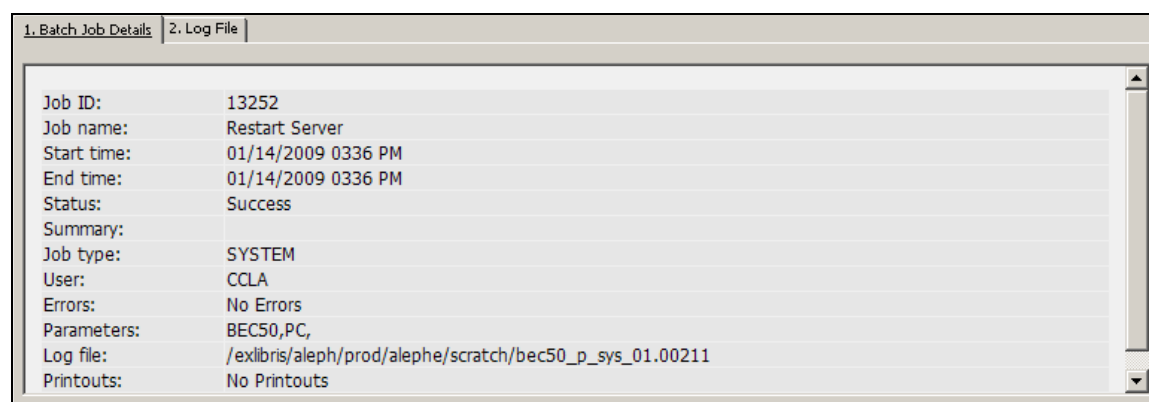 1. Batch Job Details 2. Log File
Job ID: 13252
Job name: Restart Server
Start time: 01/14/2009 0336 PM
End time: 01/14/2009 0336 PM
Status: Success
Summary:
Job type: SYSTEM
User: CCLA
Errors: No Errors
Parameters: BEC50,PC,
Log file: /exlibris/aleph/prod/alephe/scratch/bec50_p_sys_01.00211
Printouts: No Printouts